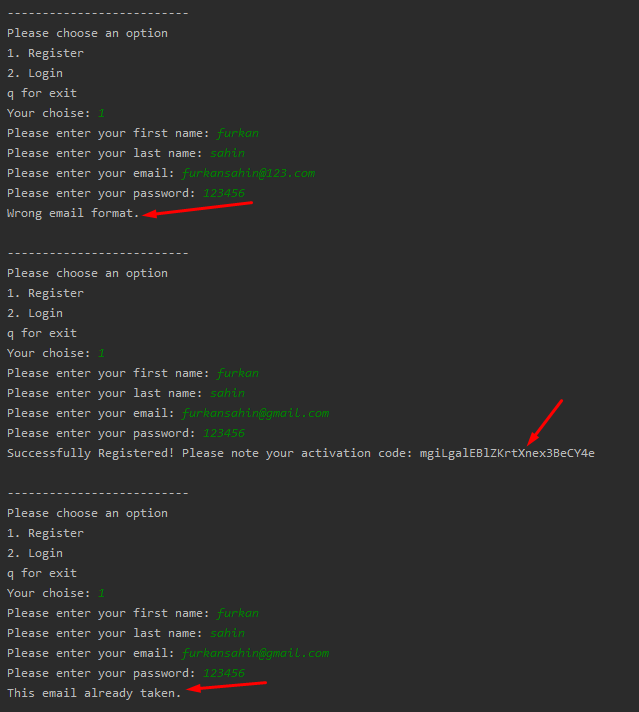 --------------------------
Please choose an option
1. Register
2. Login
q for exit
Your choise: 1
Please enter your first name: furkan
Please enter your last name: sahin
Please enter your email: furkansahin@123.com
Please enter your password: 123456
Wrong email format.
--------------------------
Please choose an option
1. Register
2. Login
q for exit
Your choise: 1
Please enter your first name: furkan
Please enter your last name: sahin
Please enter your email: furkansahin@gmail.com
Please enter your password: 123456
Successfully Registered! Please note your activation code: mgiLgalEBlZKrtXnex3BeCY4e
--------------------------
Please choose an option
1. Register
2. Login
q for exit
Your choise: 1
Please enter your first name: furkan
Please enter your last name: sahin
Please enter your email: furkansahin@gmail.com
Please enter your password: 123456
This email already taken.